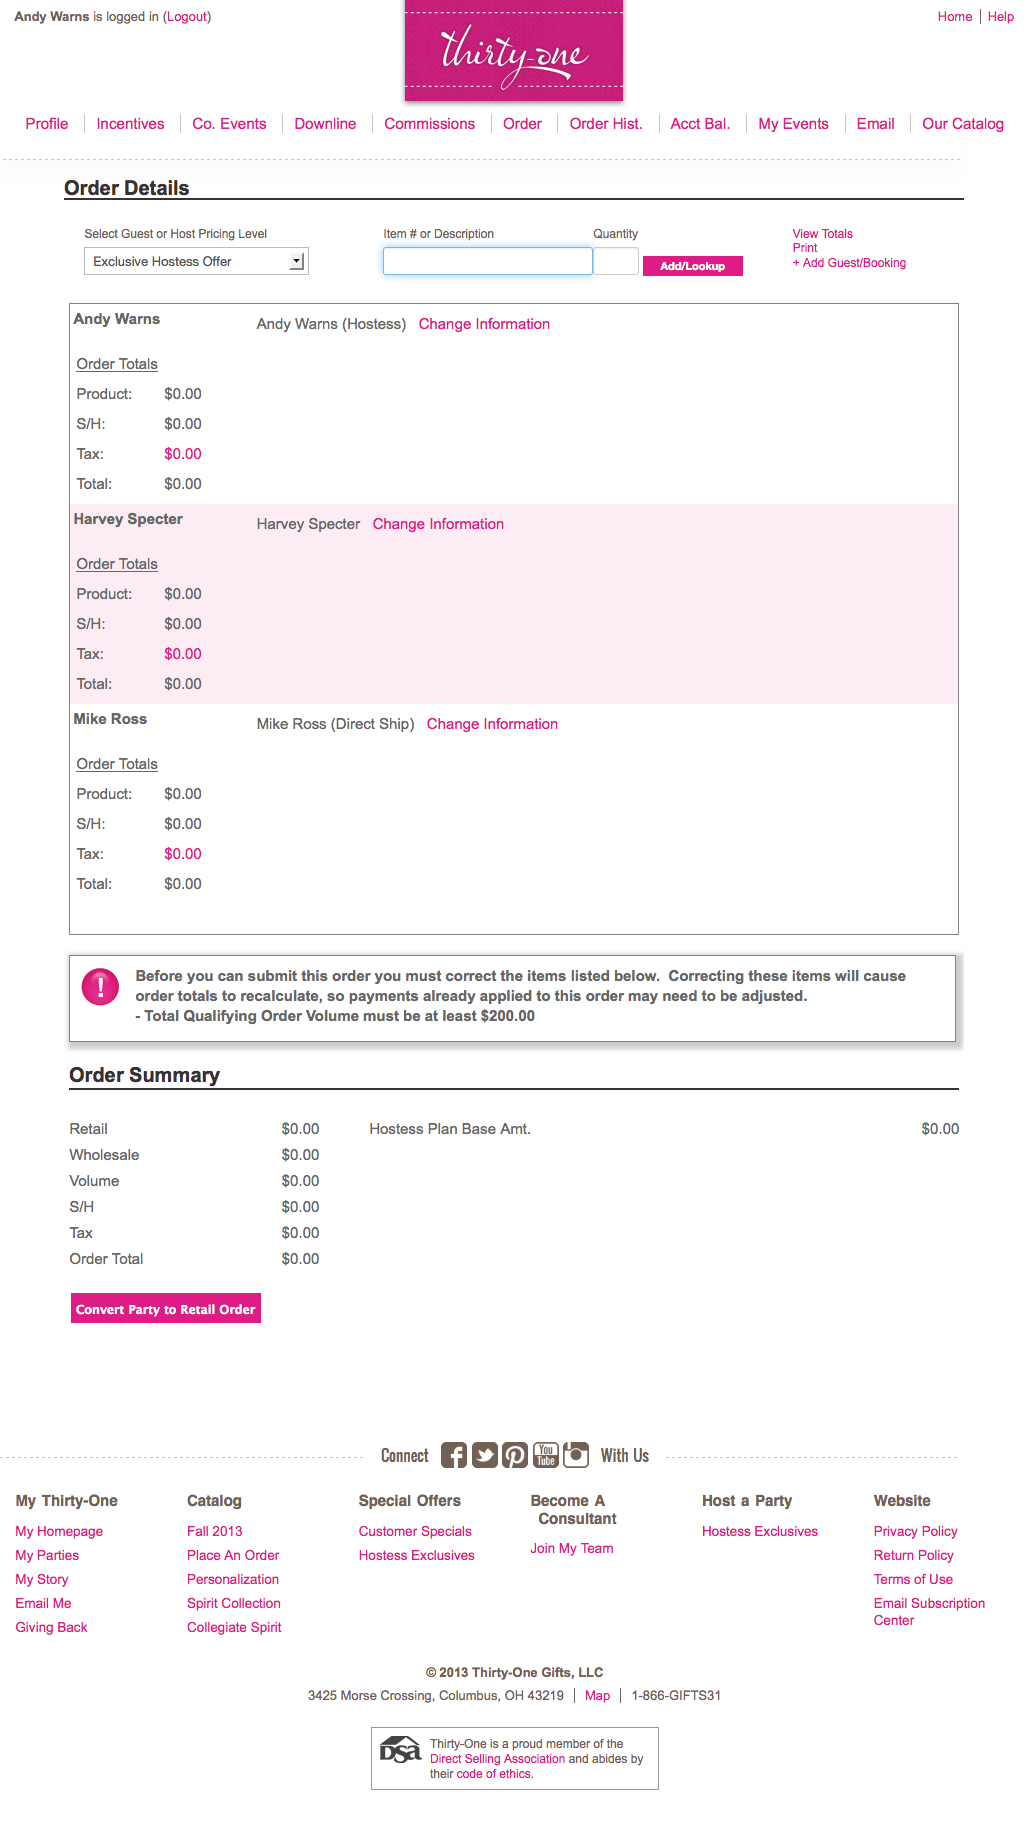 Andy Warns is logged in (Logout)
Home | Help
thirty-one
Profile | Incentives | Co. Events | Downline | Commissions | Order | Order Hist. | Acct Bal. | My Events | Email | Our Catalog
Order Details
Select Guest or Host Pricing Level
Item # or Description
Quantity
View Totals
Print
+ Add Guest/Booking
Exclusive Hostess Offer
Add/Lookup
Andy Warns
Andy Warns (Hostess) Change Information
Order Totals
Product: $0.00
S/H: $0.00
Tax: $0.00
Total: $0.00
Harvey Specter
Harvey Specter Change Information
Order Totals
Product: $0.00
S/H: $0.00
Tax: $0.00
Total: $0.00
Mike Ross
Mike Ross (Direct Ship) Change Information
Order Totals
Product: $0.00
S/H: $0.00
Tax: $0.00
Total: $0.00
!
Before you can submit this order you must correct the items listed below. Correcting these items will cause
order totals to recalculate, so payments already applied to this order may need to be adjusted.
- Total Qualifying Order Volume must be at least $200.00
Order Summary
Retail $0.00 Hostess Plan Base Amt. $0.00
Wholesale $0.00
Volume $0.00
S/H $0.00
Tax $0.00
Order Total $0.00
Convert Party to Retail Order
Connect
You
Tube
With Us
My Thirty-One
My Homepage
My Parties
My Story
Email Me
Giving Back
Catalog
Fall 2013
Place An Order
Personalization
Spirit Collection
Collegiate Spirit
Special Offers
Customer Specials
Hostess Exclusives
Become A
Consultant
Join My Team
Host a Party
Hostess Exclusives
Website
Privacy Policy
Return Policy
Terms of Use
Email Subscription
Center
© 2013 Thirty-One Gifts, LLC
3425 Morse Crossing, Columbus, OH 43219 | Map | 1-866-GIFTS31
DSA
Thirty-One is a proud member of the
Direct Selling Association and abides by
their code of ethics.